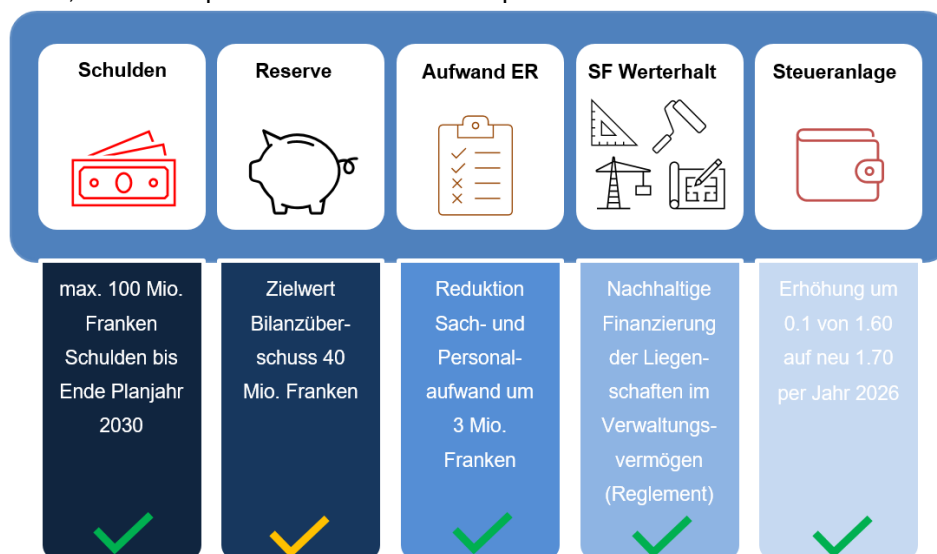 Schulden
Reserve
Aufwand ER
SF Werterhalt
Steueranlage
max. 100 Mio.
Franken
Schulden bis
Ende Planjahr
2030
Zielwert
Bilanzüber-
schuss 40
Mio. Franken
Reduktion
Sach- und
Personal-
aufwand um
3 Mio.
Franken
Nachhaltige
Finanzierung
der Liegen-
schaften im
Verwaltungs-
vermögen
(Reglement)
Erhöhung um
0.1 von 1.60
auf neu 1.70
per Jahr 2026